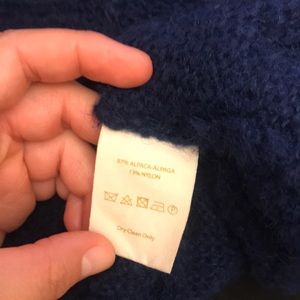 87% ALPACA-ALPAGA
13% NYLON
Dry Clean Only